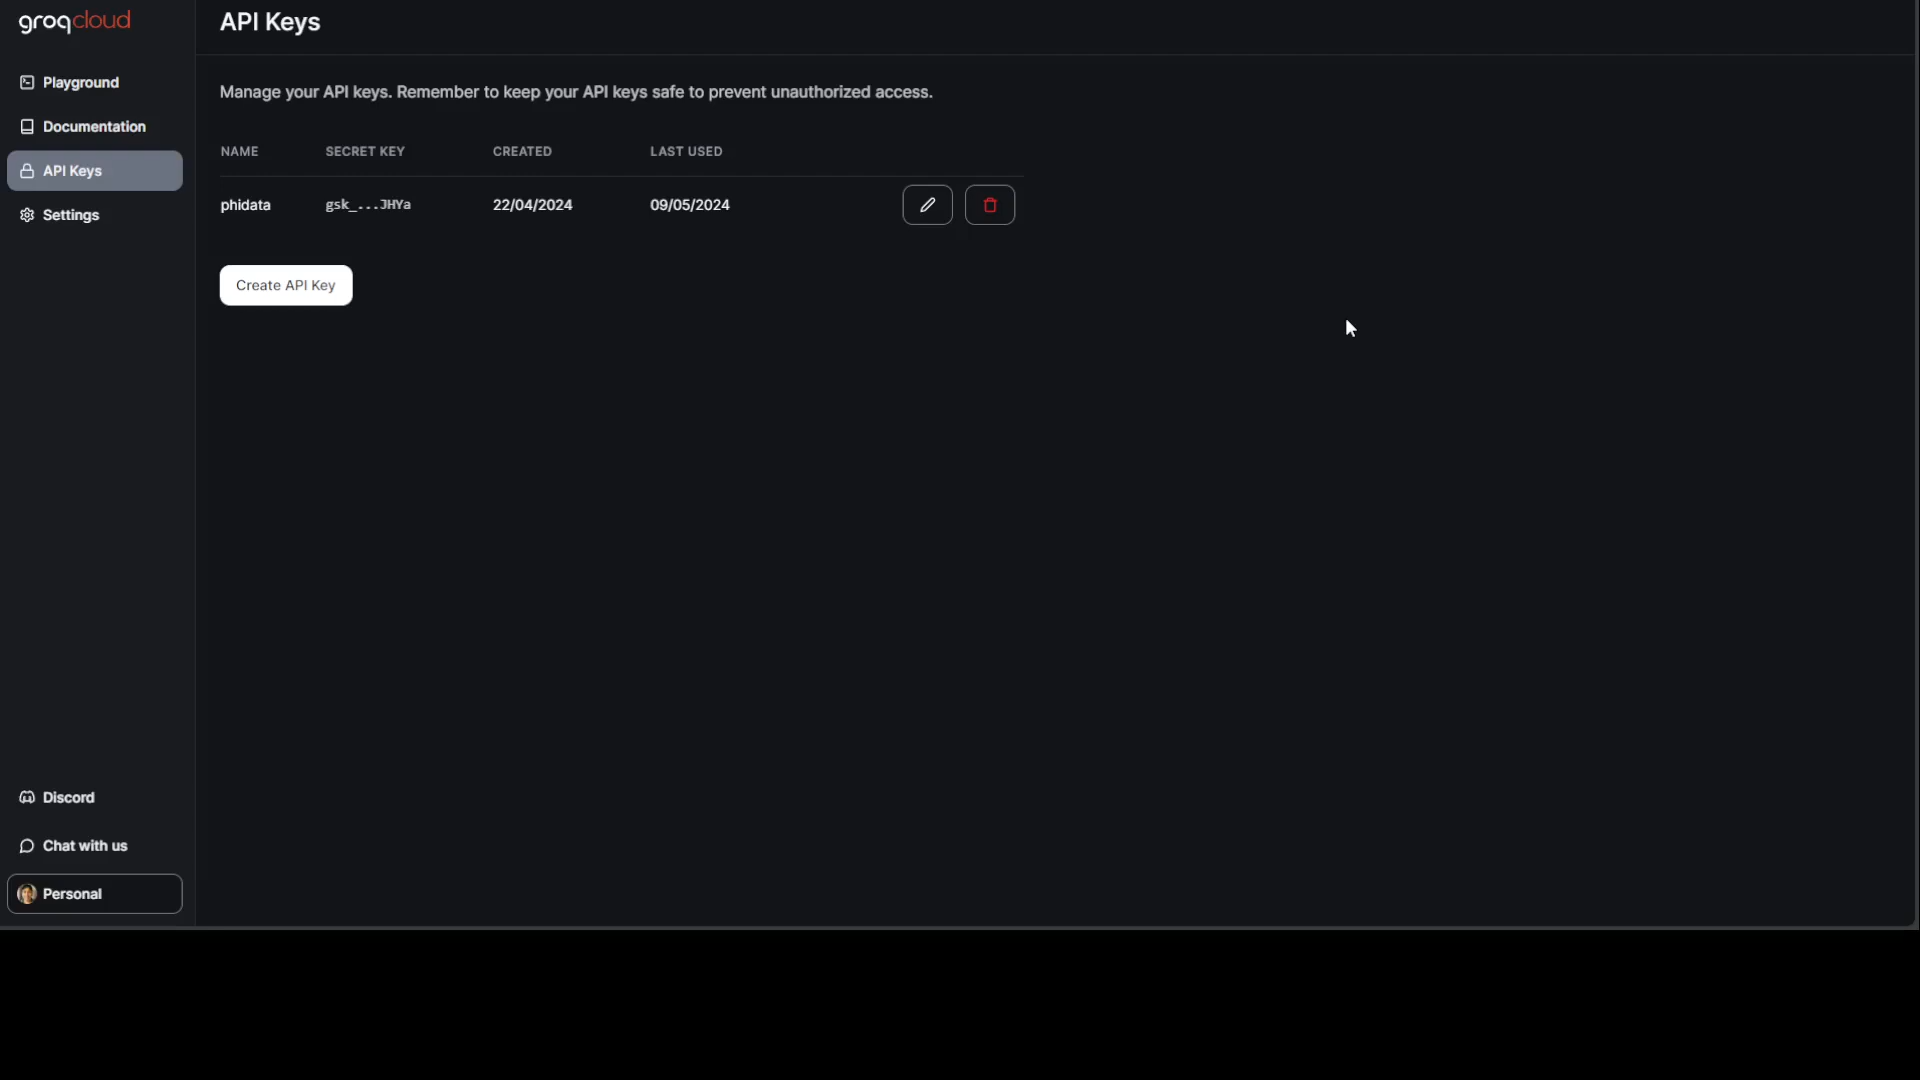 groqcloud
API Keys
Playground
Documentation
API Keys
Settings
Manage your API keys. Remember to keep your API keys safe to prevent unauthorized access.
NAME SECRET KEY CREATED LAST USED
phidata gsk_...JHYa 22/04/2024 09/05/2024
Create API Key
Discord
Chat with us
Personal